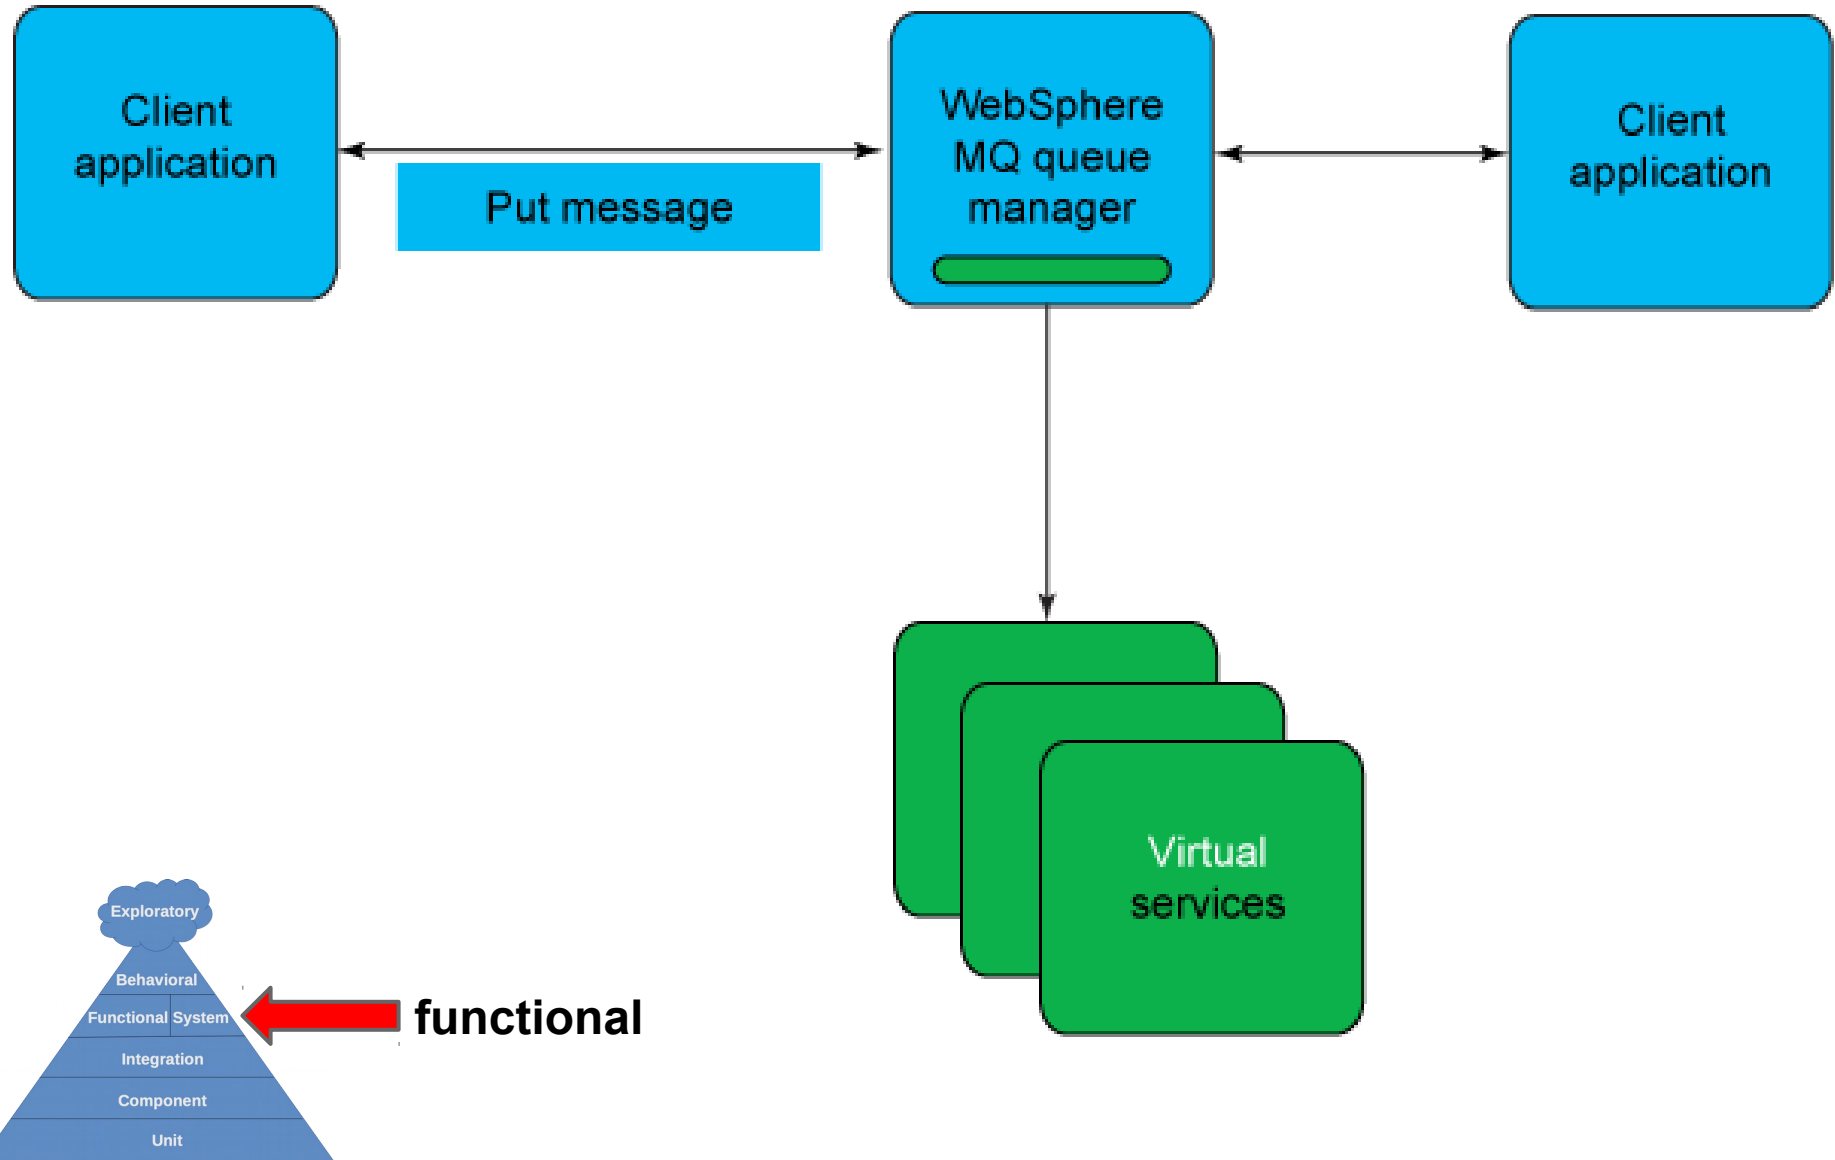 Client
application
Put message
WebSphere
MQ queue
manager
Client
application
Virtual
services
Exploratory
Behavioral
Functional System
Integration
Component
Unit
functional